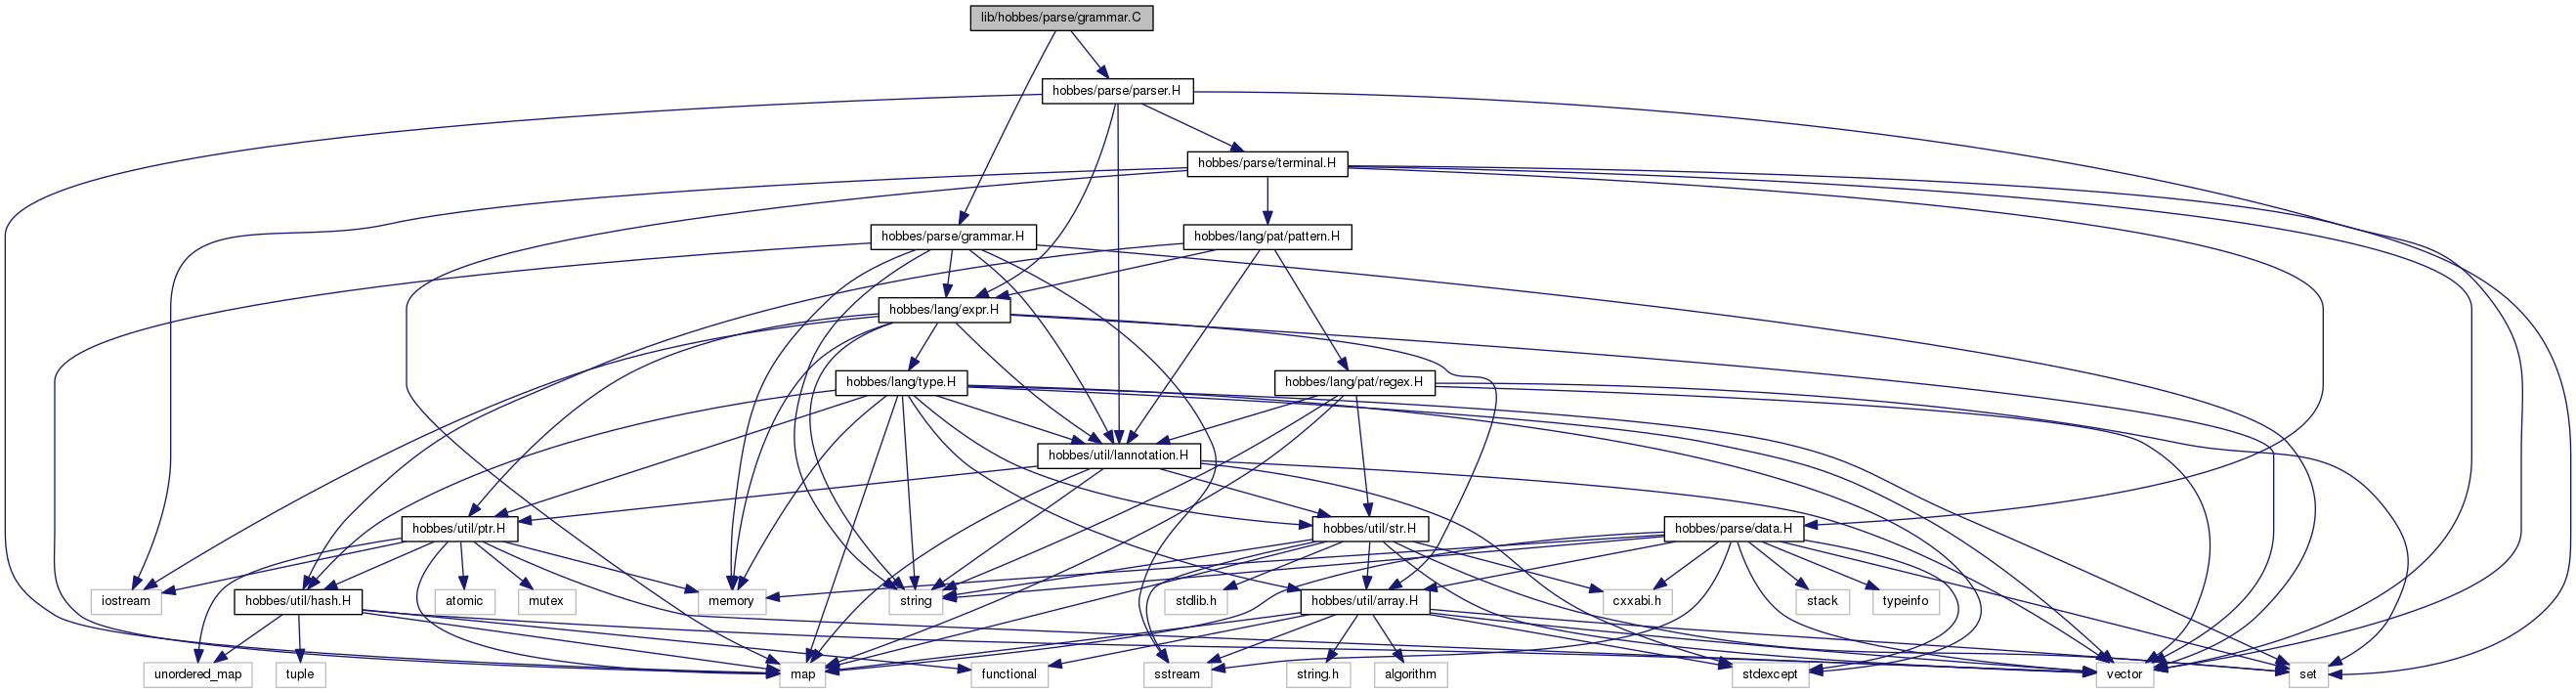 lib/hobbes/parse/grammar.C
hobbes/parse/parser.H
hobbes/parse/terminal.H
hobbes/parse/grammar.H
hobbes/lang/pat/pattern.H
hobbes/lang/expr.H
hobbes/lang/type.H
hobbes/lang/pat/regex.H
hobbes/util/lannotation.H
hobbes/util/ptr.H
hobbes/util/str.H
hobbes/parse/data.H
iostream
hobbes/util/hash.H
atomic
mutex
memory
string
stdlib.h
hobbes/util/array.H
cxxabi.h
stack
typeinfo
unordered_map
tuple
map
functional
sstream
string.h
algorithm
stdexcept
vector
set